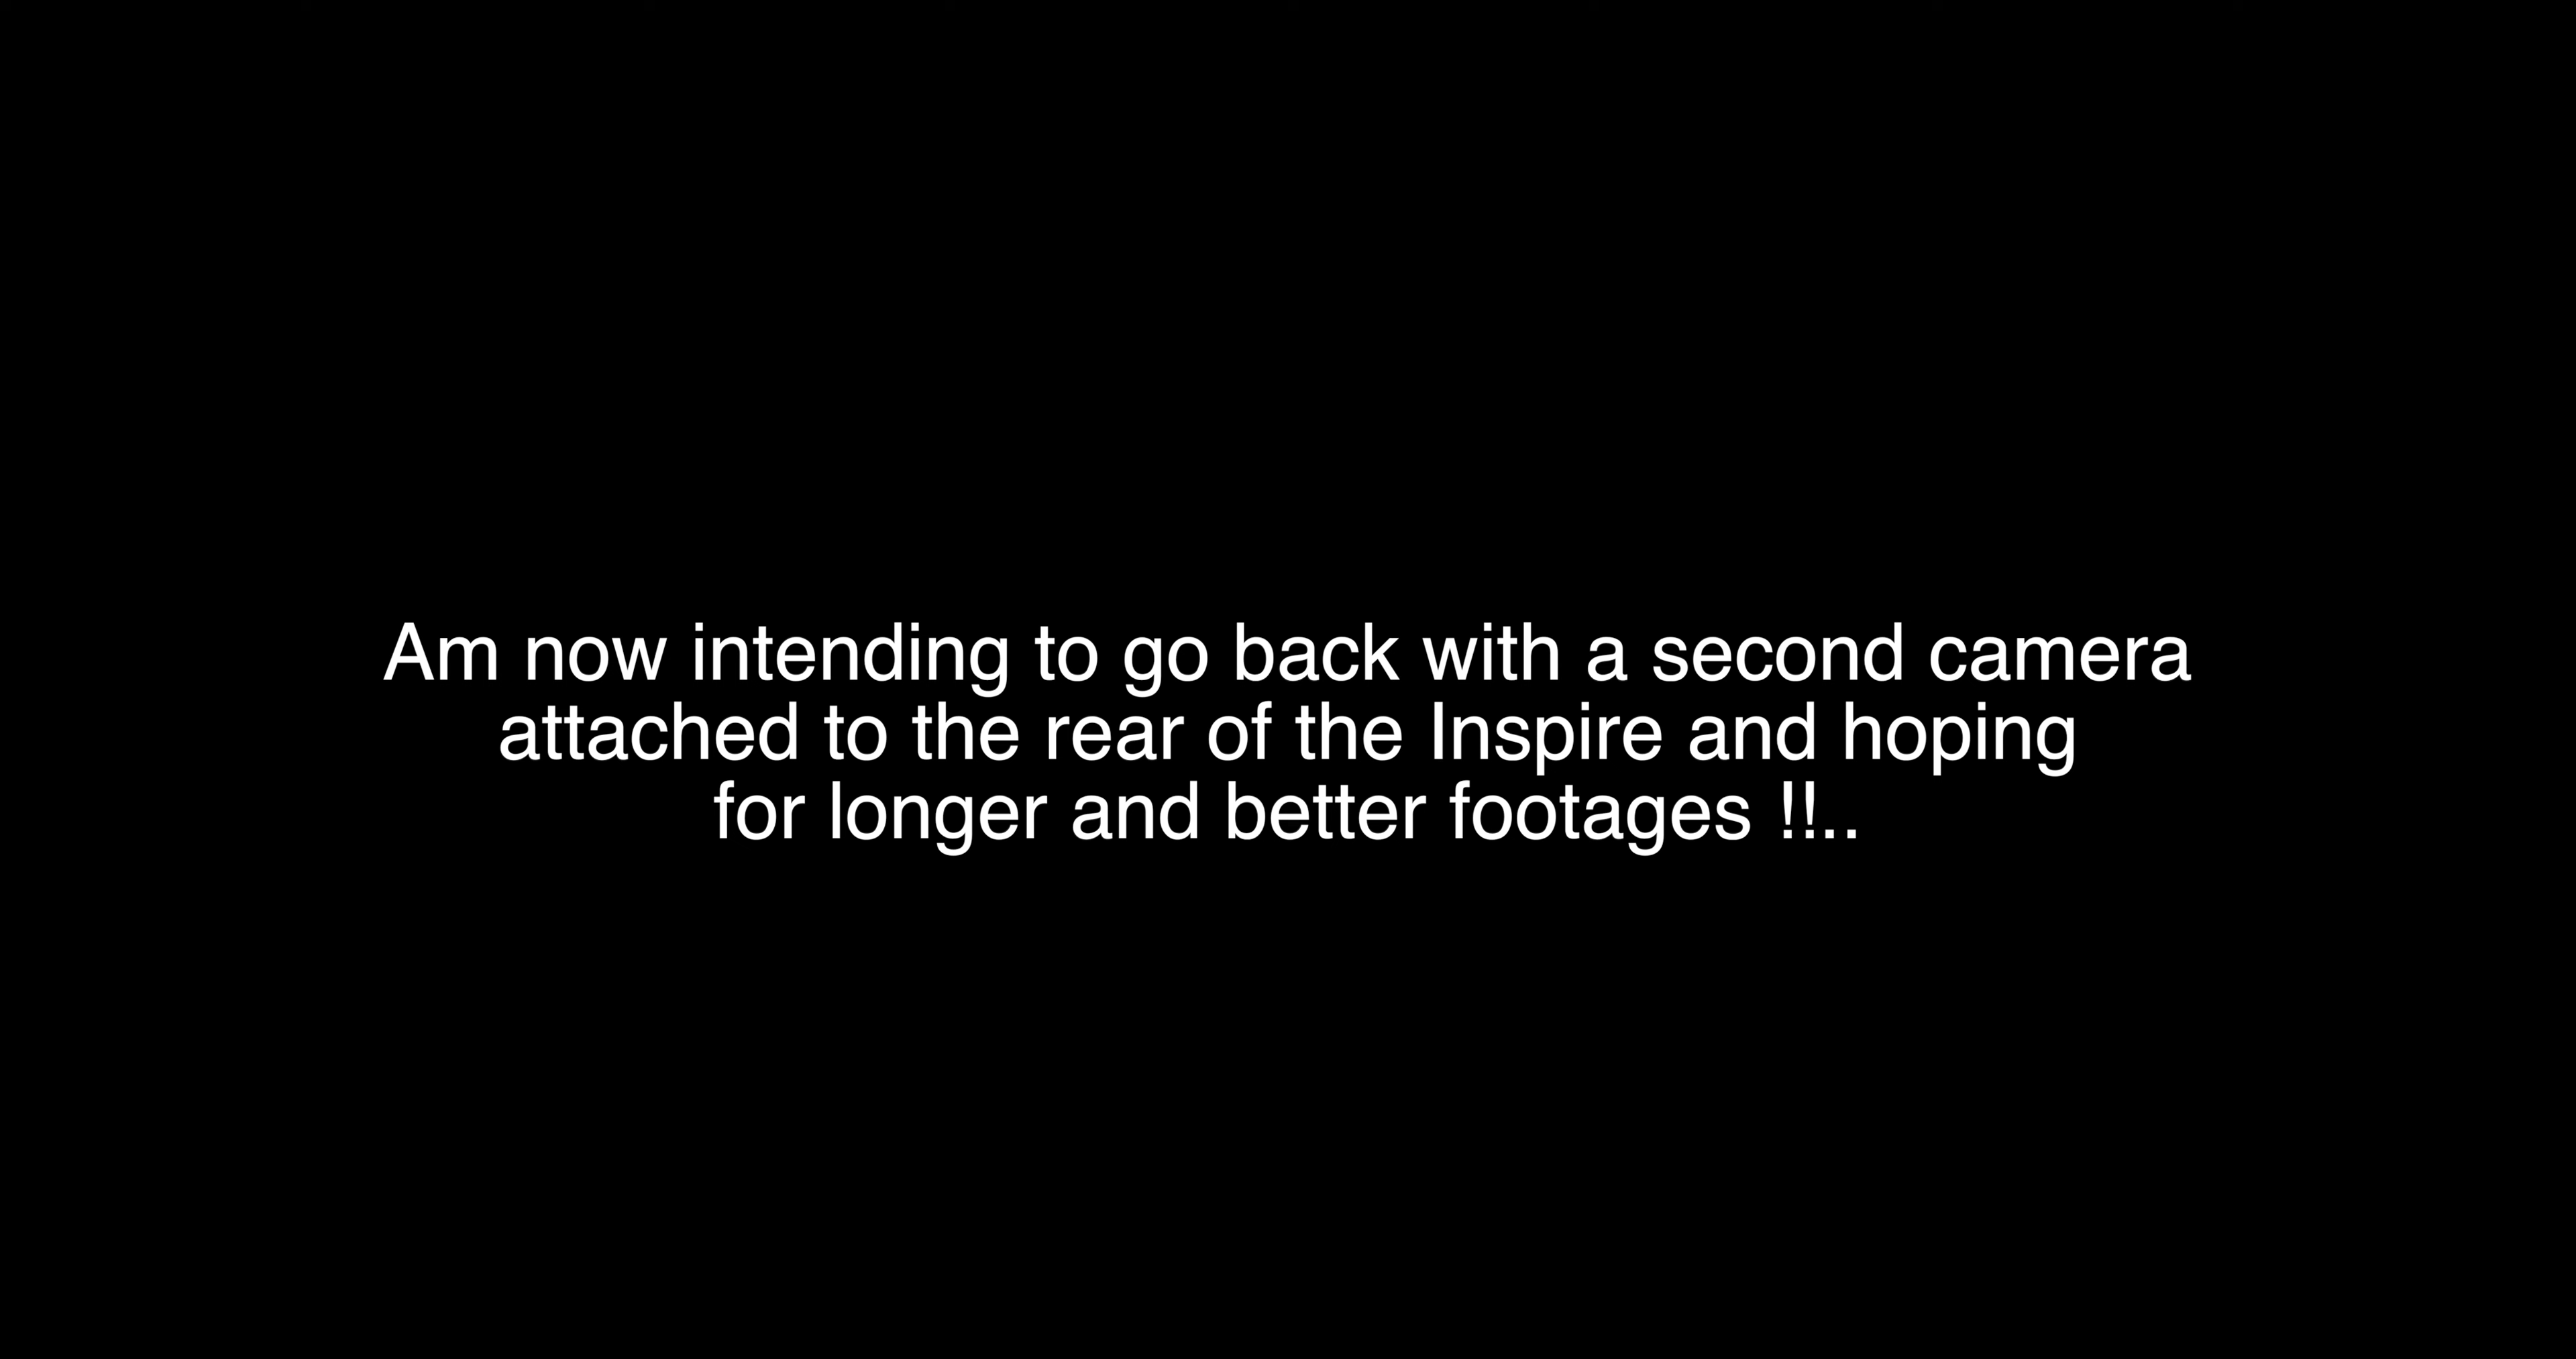 Am now intending to go back with a second camera
attached to the rear of the Inspire and hoping
for longer and better footages !!..